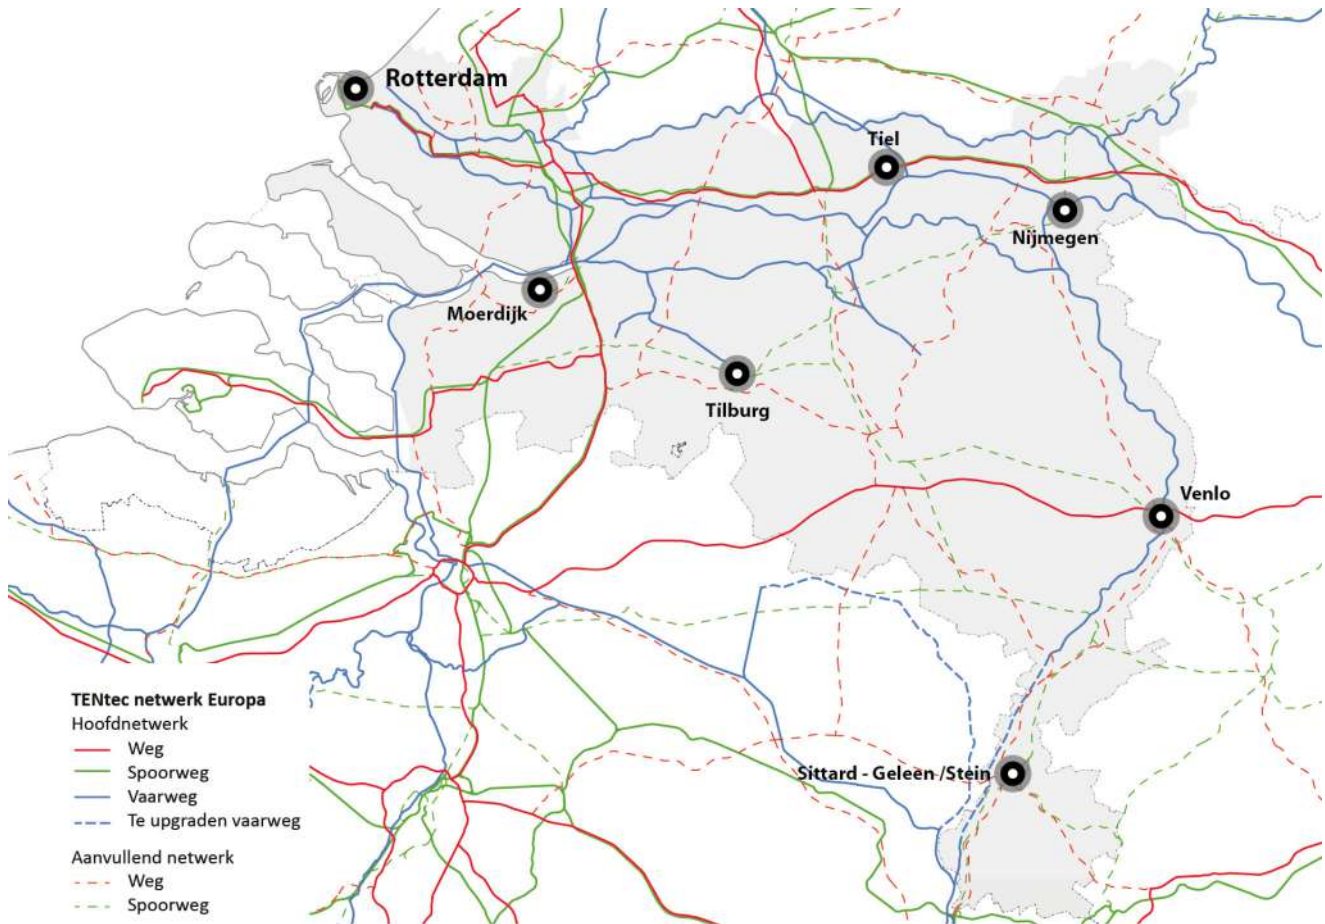 Rotterdam
Tiel
Nijmegen
Moerdijk
Tilburg
Venlo
Sittard - Geleen /Stein
TENtec netwerk Europa
Hoofdnetwerk
Weg
Spoorweg
Vaarweg
Te upgraden vaarweg
Aanvullend netwerk
Weg
Spoorweg